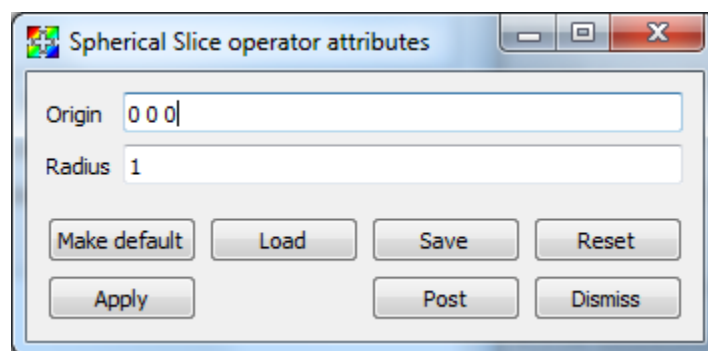 Spherical Slice operator attributes
Origin 0 0 0
Radius 1
Make default Load Save Reset
Apply Post Dismiss